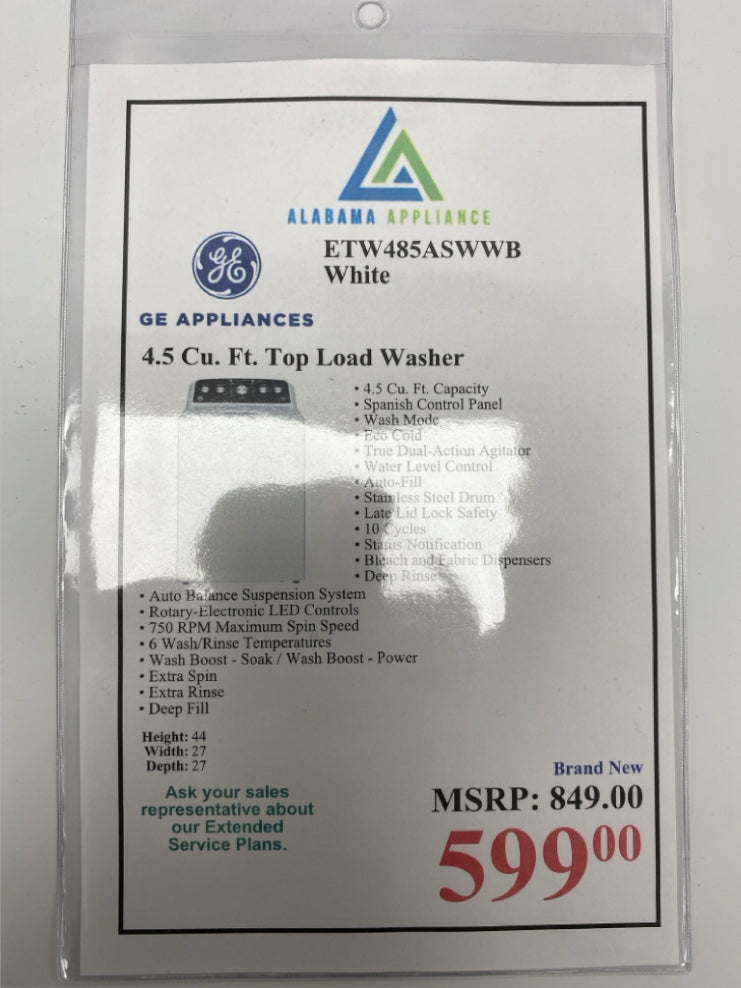 ALABAMA APPLIANCE
GE
ETW485ASWWB
White
GE APPLIANCES
4.5 Cu. Ft. Top Load Washer
• 4.5 Cu. Ft. Capacity
• Spanish Control Panel
• Wash Mode
• Eco Cold
• True Dual-Action Agitator
• Water Level Control
• Auto-Fill
• Stainless Steel Drum
• Late Lid Lock Safety
• 10 Cycles
• Status Notification
• Bleach and Fabric Dispensers
• Deep Rinse
• Auto Balance Suspension System
• Rotary-Electronic LED Controls
• 750 RPM Maximum Spin Speed
• 6 Wash/Rinse Temperatures
• Wash Boost - Soak / Wash Boost - Power
• Extra Spin
• Extra Rinse
• Deep Fill
Height: 44
Width: 27
Depth: 27
Ask your sales
representative about
our Extended
Service Plans.
Brand New
MSRP: 849.00
59900